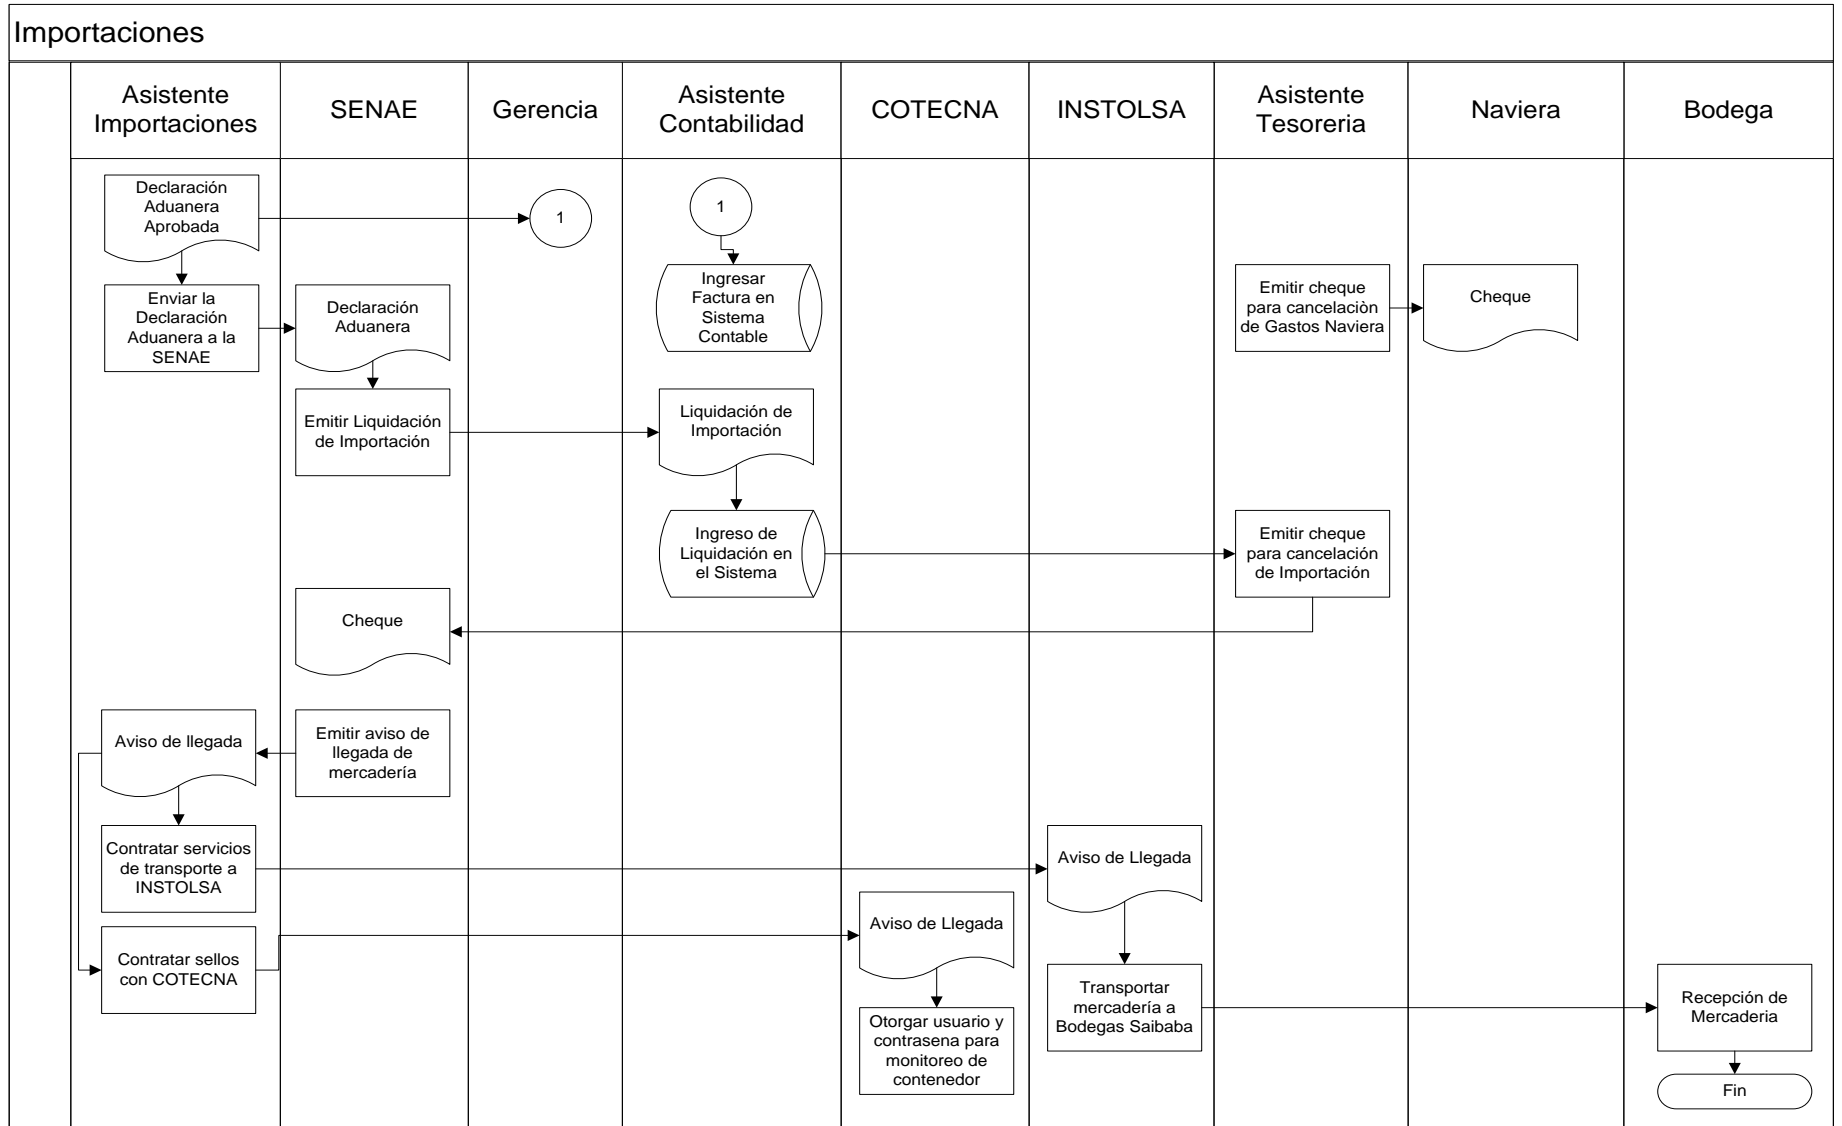 Importaciones
Asistente
Importaciones
SENAE
Gerencia
Asistente
Contabilidad
COTECNA
INSTOLSA
Asistente
Tesoreria
Naviera
Bodega
Declaración
Aduanera
Aprobada
1
1
Enviar la
Declaración
Aduanera a la
SENAE
Declaración
Aduanera
Ingresar
Factura en
Sistema
Contable
Emitir cheque
para cancelaciòn
de Gastos Naviera
Cheque
Emitir Liquidación
de Importación
Liquidación de
Importación
Ingreso de
Liquidación en
el Sistema
Emitir cheque
para cancelación
de Importación
Cheque
Aviso de llegada
Emitir aviso de
llegada de
mercadería
Contratar servicios
de transporte a
INSTOLSA
Aviso de Llegada
Aviso de Llegada
Contratar sellos
con COTECNA
Transportar
mercadería a
Bodegas Saibaba
Recepción de
Mercaderia
Otorgar usuario y
contrasena para
monitoreo de
contenedor
Fin